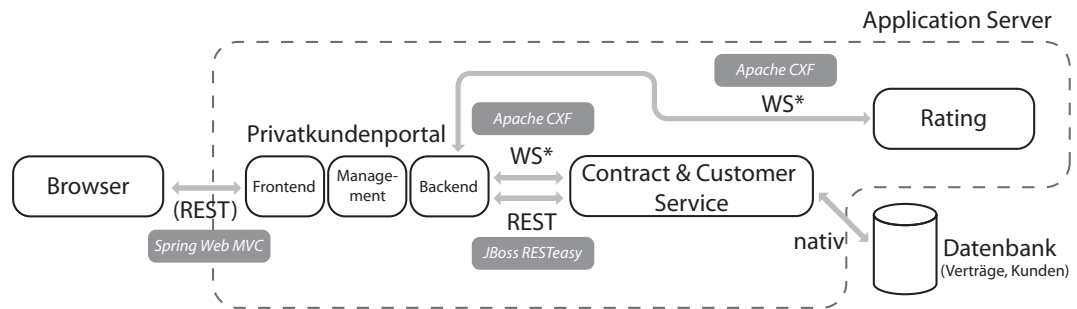 Application Server
Apache CXF
WS*
Rating
Apache CXF
Privatkundenportal
WS*
Browser
(REST)
Spring Web MVC
Frontend
Manage-
ment
Backend
REST
JBoss RESTeasy
Contract & Customer
Service
nativ
Datenbank
(Verträge, Kunden)